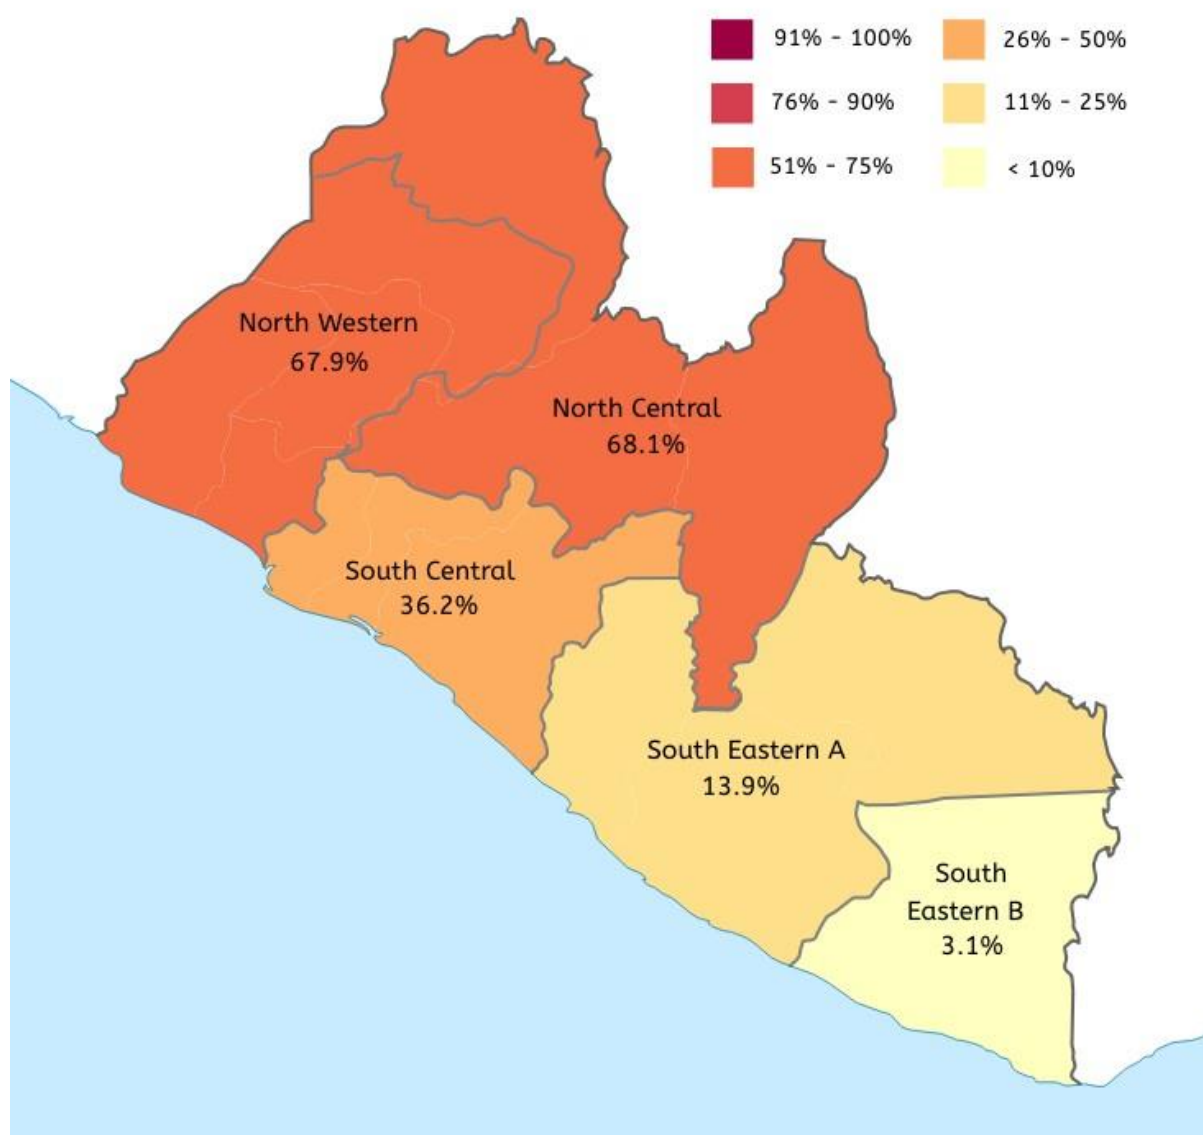 91% - 100%
26% - 50%
76% - 90%
11% - 25%
51% - 75%
< 10%
North Western
67.9%
North Central
68.1%
South Central
36.2%
South Eastern A
13.9%
South
Eastern B
3.1%